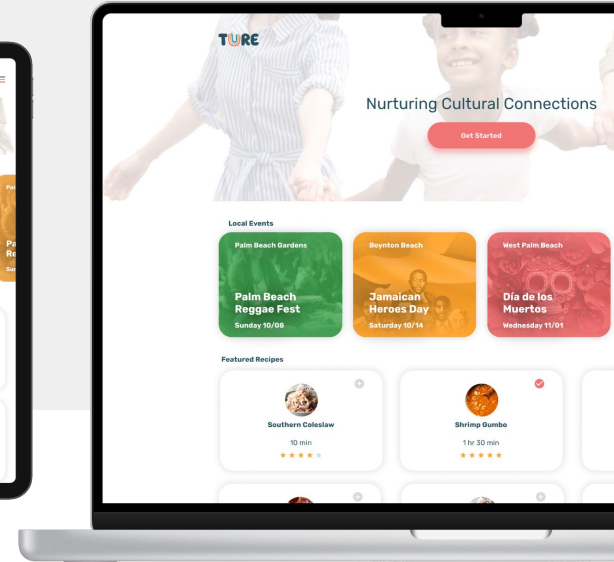 TURE
Nurturing Cultural Connections
Get Started
Local Events
Palm Beach Gardens
Palm Beach
Reggae Fest
Sunday 10/08
Boynton Beach
Jamaican
Heroes Day
Saturday 10/14
West Palm Beach
Día de los
Muertos
Wednesday 11/01
Featured Recipes
Southern Coleslaw
10 min
Shrimp Gumbo
1 hr 30 min